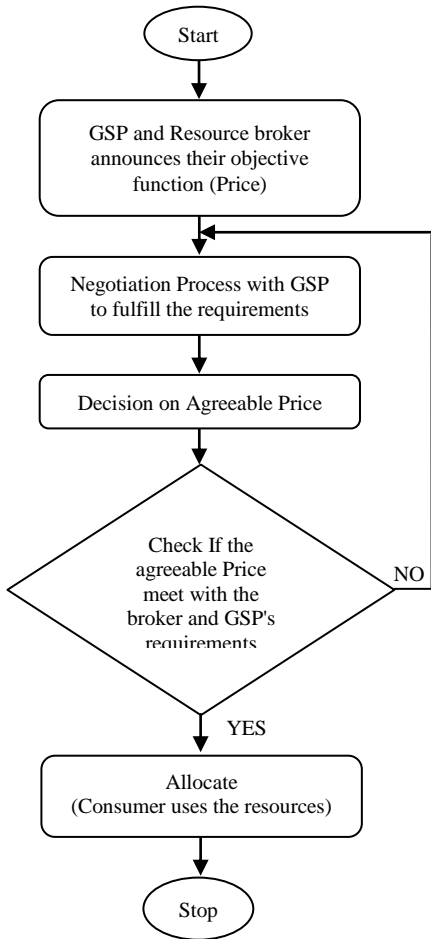 Start
GSP and Resource broker
announces their objective
function (Price)
Negotiation Process with GSP
to fulfill the requirements
Decision on Agreeable Price
Check If the
agreeable Price
meet with the
broker and GSP's
requirements
NO
YES
Allocate
(Consumer uses the resources)
Stop